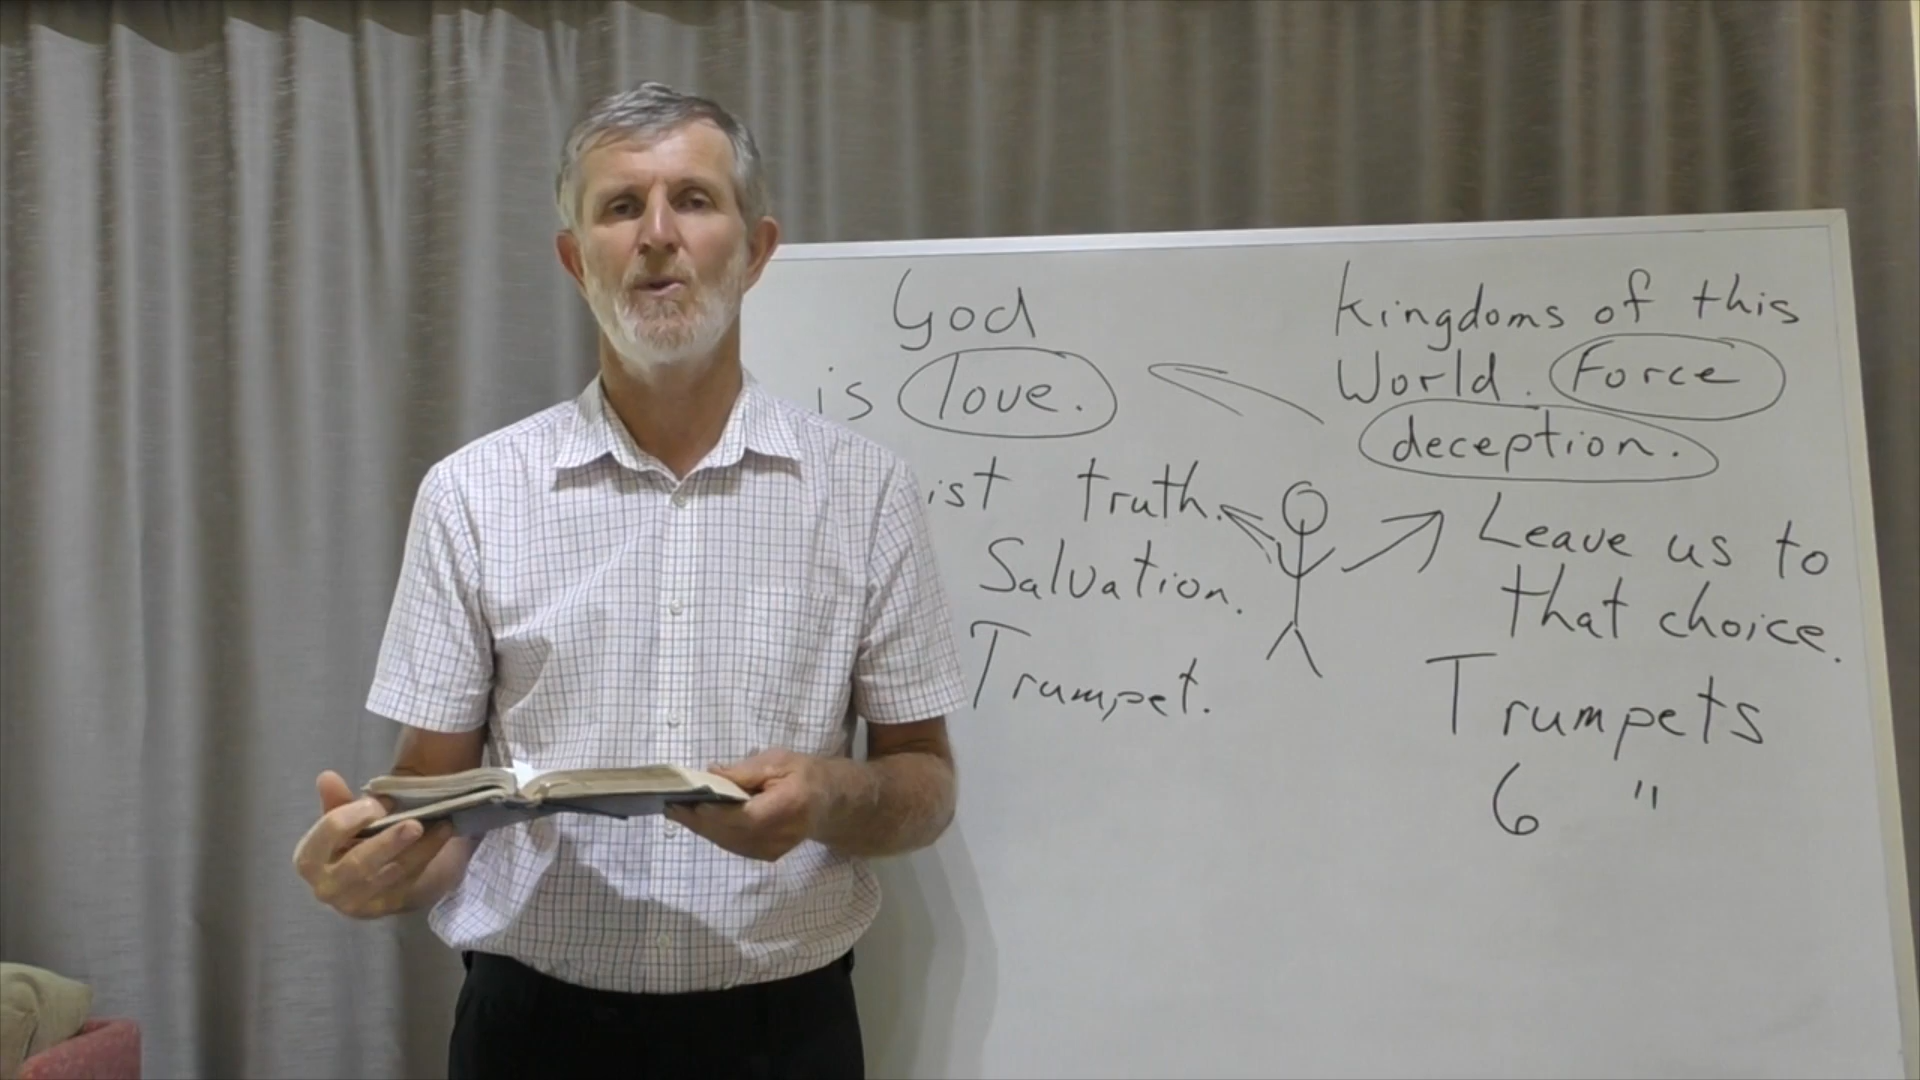 God
is love.
ist truth.
Salvation.
Trumpet.
Kingdoms of this
World. Force
deception.
Leave us to
that choice.
Trumpets
6 "